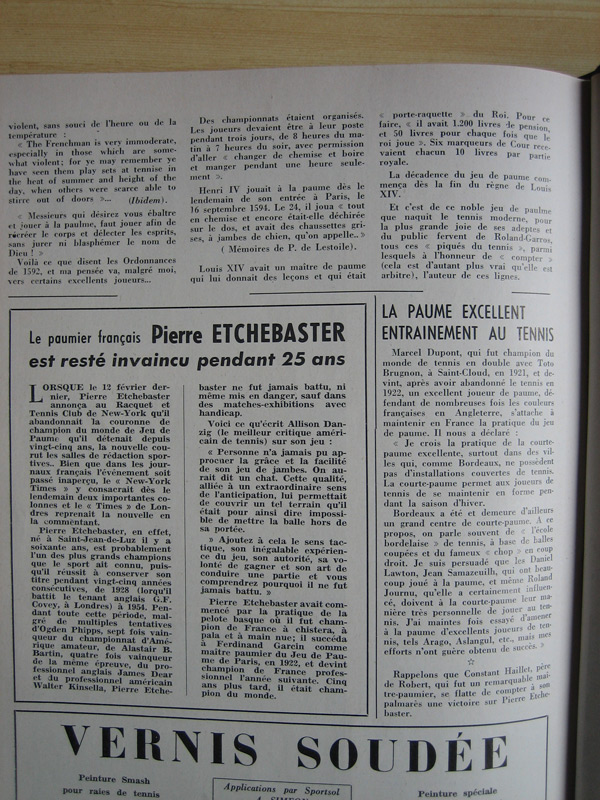 violent, sans souci de l'heure ou de la
température :
« The Frenchman is very immoderate,
especially in those which are some-
what violent; for ye may remember ye
have seen them play sets at tennise in
the heat of summer and height of the
day, when others were scarce able to
stirre out of doors »... (Ibidem).
« Messieurs qui désirez vous ébaltre
et jouer à la paulme, faut jouer afin de
récréer le corps et délecter les esprits,
sans jurer ni blasphémer le nom de
Dieu ! »
Voilà ce que disent les Ordonnances
de 1592, et ma pensée va, malgré moi,
vers certains excellents joueurs...
Des championnats étaient organisés.
Les joueurs devaient être à leur poste
pendant trois jours, de 8 heures du ma-
tin à 7 heures du soir, avec permission
d'aller « changer de chemise et boire
et manger pendant une heure seule-
ment ».
Henri IV jouait à la paume dès le
lendemain de son entrée à Paris, le
16 septembre 1594. Le 24, il joua « tout
en chemise et encore était-elle déchirée
sur le dos, et avait des chaussettes gri-
ses, à jambes de chien, qu'on appelle.. »
( Mémoires de P. de Lestoile).
Louis XIV avait un maître de paume
qui lui donnait des leçons et qui était
« porte-raquette » du Roi. Pour ce
faire, « il avait 1.200 livres de pension,
et 50 livres pour chaque fois que le
roi joue ». Six marqueurs de Cour rece-
vaient chacun 10 livres par partie
royale.
La décadence du jeu de paume com-
mença dès la fin du règne de Louis
XIV.
Et c'est de ce noble jeu de paulme
que naquit le tennis moderne, pour
la plus grande joie de ses adeptes et
du public fervent de Roland-Garros,
tous ces « piqués du tennis », parmi
lesquels à l'honneur de « compter »
(cela est d'autant plus vrai qu'elle est
arbitre), l'auteur de ces lignes.
Le paumier français Pierre ETCHEBASTER
est resté invaincu pendant 25 ans
LORSQUE le 12 février der-
nier, Pierre Etchebaster
annonça au Racquet et
Tennis Club de New-York qu'il
abandonnait la couronne de
champion du monde de Jeu de
Paume qu'il détenait depuis
vingt-cinq ans, la nouvelle cou-
rut les salles de rédaction spor-
tives.. Bien que dans les jour-
naux français l'événement soit
passé inaperçu, le « New-York
Times » y consacrait dès le
lendemain deux importantes co-
lonnes et le « Times » de Lon-
dres reprenait la nouvelle en
la commentant.
Pierre Etchebaster, en effet,
né à Saint-Jean-de-Luz il y a
soixante ans, est probablement
l'un des plus grands champions
que le sport ait connu, puis-
qu'il réussit à conserver son
titre pendant vingt-cinq années
consécutives, de 1928 (lorqu'il
battit le tenant anglais G.F.
Covey, à Londres) à 1954. Pen-
dant toute cette période, mal-
gré de multiples tentatives
d'Ogden Phipps, sept fois vain-
queur du championnat d'Amé-
rique amateur, de Alastair B.
Bartin, quatre fois vainqueur
de la même épreuve, du pro-
fessionnel anglais James Dear
et du professionnel américain
Walter Kinsella, Pierre Etche-
baster ne fut jamais battu, ni
même mis en danger, sauf dans
des matches-exhibitions avec
handicap.
Voici ce qu'écrit Allison Dan-
zig (le meilleur critique améri-
cain de tennis) sur son jeu :
« Personne n'a jamais pu ap-
procher la grâce et la facilité
de son jeu de jambes. On au-
rait dit un chat. Cette qualité,
alliée à un extraordinaire sens
de l'anticipation, lui permettait
de couvrir un tel terrain qu'il
était pour ainsi dire impossi-
ble de mettre la balle hors de
sa portée.
» Ajoutez à cela le sens tac-
tique, son inégalable expérien-
ce du jeu, son autorité, sa vo-
lonté de gagner et son art de
conduire une partie et vous
comprendrez pourquoi il ne fut
jamais battu. »
Pierre Etchebaster avait com-
mencé par la pratique de la
pelote basque où il fut cham-
pion de France à chistera, à
pala et à main nue; il succéda
à Ferdinand Garcin comme
maître paumier du Jeu de Pau-
me de Paris, en 1922, et devint
champion de France profes-
sionnel l'année suivante. Cinq
ans plus tard, il était cham-
pion du monde.
LA PAUME EXCELLENT
ENTRAINEMENT AU TENNIS
Marcel Dupont, qui fut champion du
monde de tennis en double avec Toto
Brugnon, à Saint-Cloud, en 1921, et de-
vint, après avoir abandonné le tennis en
1922, un excellent joueur de paume, dé-
fendant de nombreuses fois les couleurs
françaises en Angleterre, s'attache à
maintenir en France la pratique du jeu
de paume. Il nous a déclaré :
« Je crois la pratique de la courte-
paume excellente, surtout dans des vil-
les qui, comme Bordeaux, ne possèdent
pas d'installations couvertes de tennis.
La courte-paume permet aux joueurs de
tennis de se maintenir en forme pen-
dant la saison d'hiver.
Bordeaux a été et demeure d'ailleurs
un grand centre de courte-paume. A ce
propos, on parle souvent de « l'école
bordelaise » de tennis, à base de balles
coupées et du fameux « chop » en coup
droit. Je suis persuadé que les Daniel
Lawton, Jean Samazeuilh, qui ont beau-
coup joué à la paume, et même Roland
Journu, qu'elle a certainement influen-
cé, doivent à la courte-paume leur ma-
nière très personnelle de jouer au ten-
nis. J'ai maintes fois essayé d'amener
à la paume d'excellents joueurs de ten-
nis, tels Arago, Aslangul, etc., mais mes
efforts n'ont guère obtenu de succès. »
☆
Rappelons que Constant Haillet, père
de Robert, qui fut un remarquable maî-
tre-paumier, se flatte de compter à son
palmarès une victoire sur Pierre Etche-
baster.
VERNIS SOUDÉE
Peinture Smash
pour raies de tennis
Applications par Sportsol
Peinture spéciale